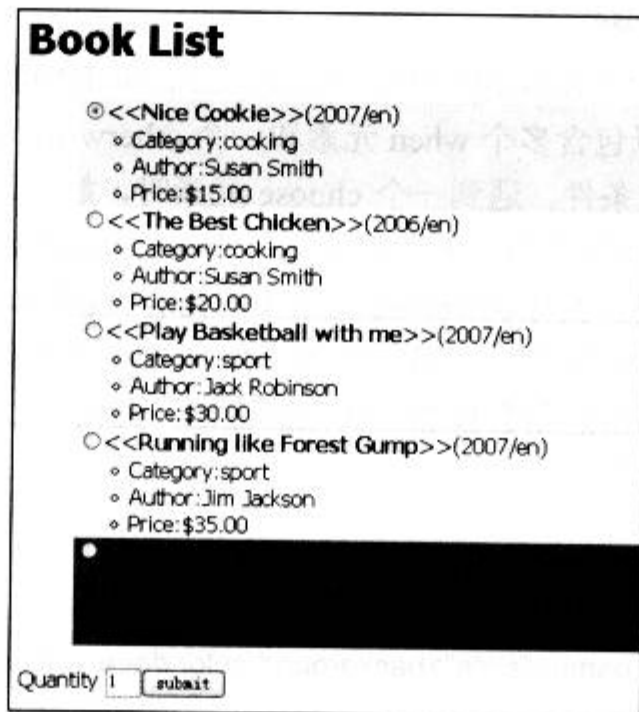 Book List
<<Nice Cookie>>(2007/en)
Category:cooking
Author:Susan Smith
Price:$15.00
<<The Best Chicken>>(2006/en)
Category:cooking
Author:Susan Smith
Price:$20.00
<<Play Basketball with me>>(2007/en)
Category:sport
Author:Jack Robinson
Price:$30.00
<<Running like Forest Gump>>(2007/en)
Category:sport
Author:Jim Jackson
Price:$35.00
Quantity 1 submit